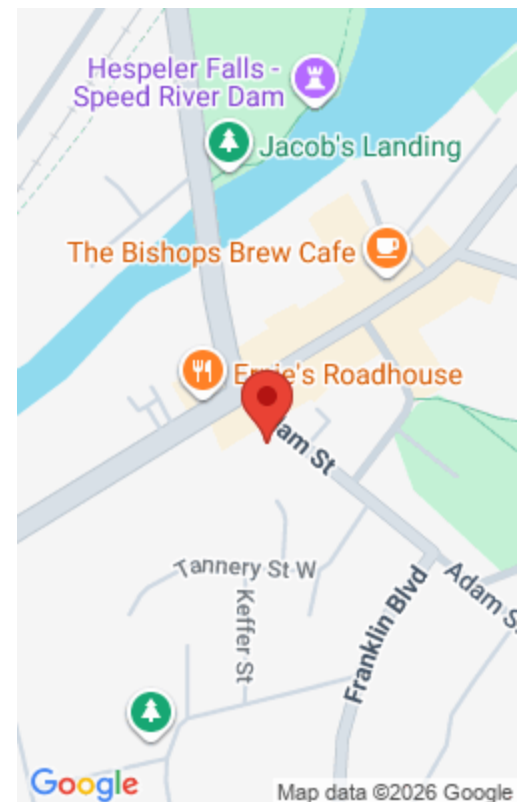 Hespeler Falls -
Speed River Dam
Jacob's Landing
The Bishops Brew Cafe
Ernie's Roadhouse
am St
Tannery St W
Keffer St
Franklin Blvd
Adam S
Google
Map data ©2026 Google